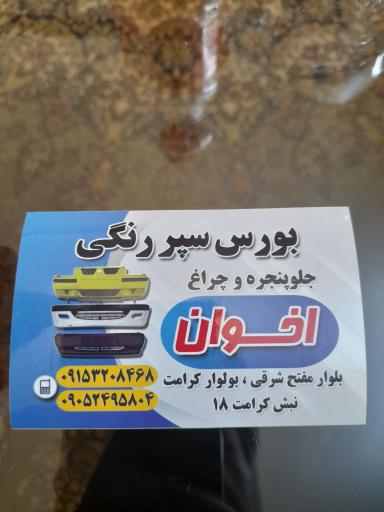 بورس سپر رنگی
جلوپنجره و چراغ
اخوان
بلوار مفتح شرقی ، بولوار کرامت
نبش کرامت ۱۸
۰۹۱۵۳۲۰۸۴۶۸
۰۹۰۵۲۴۹۵۸۰۴